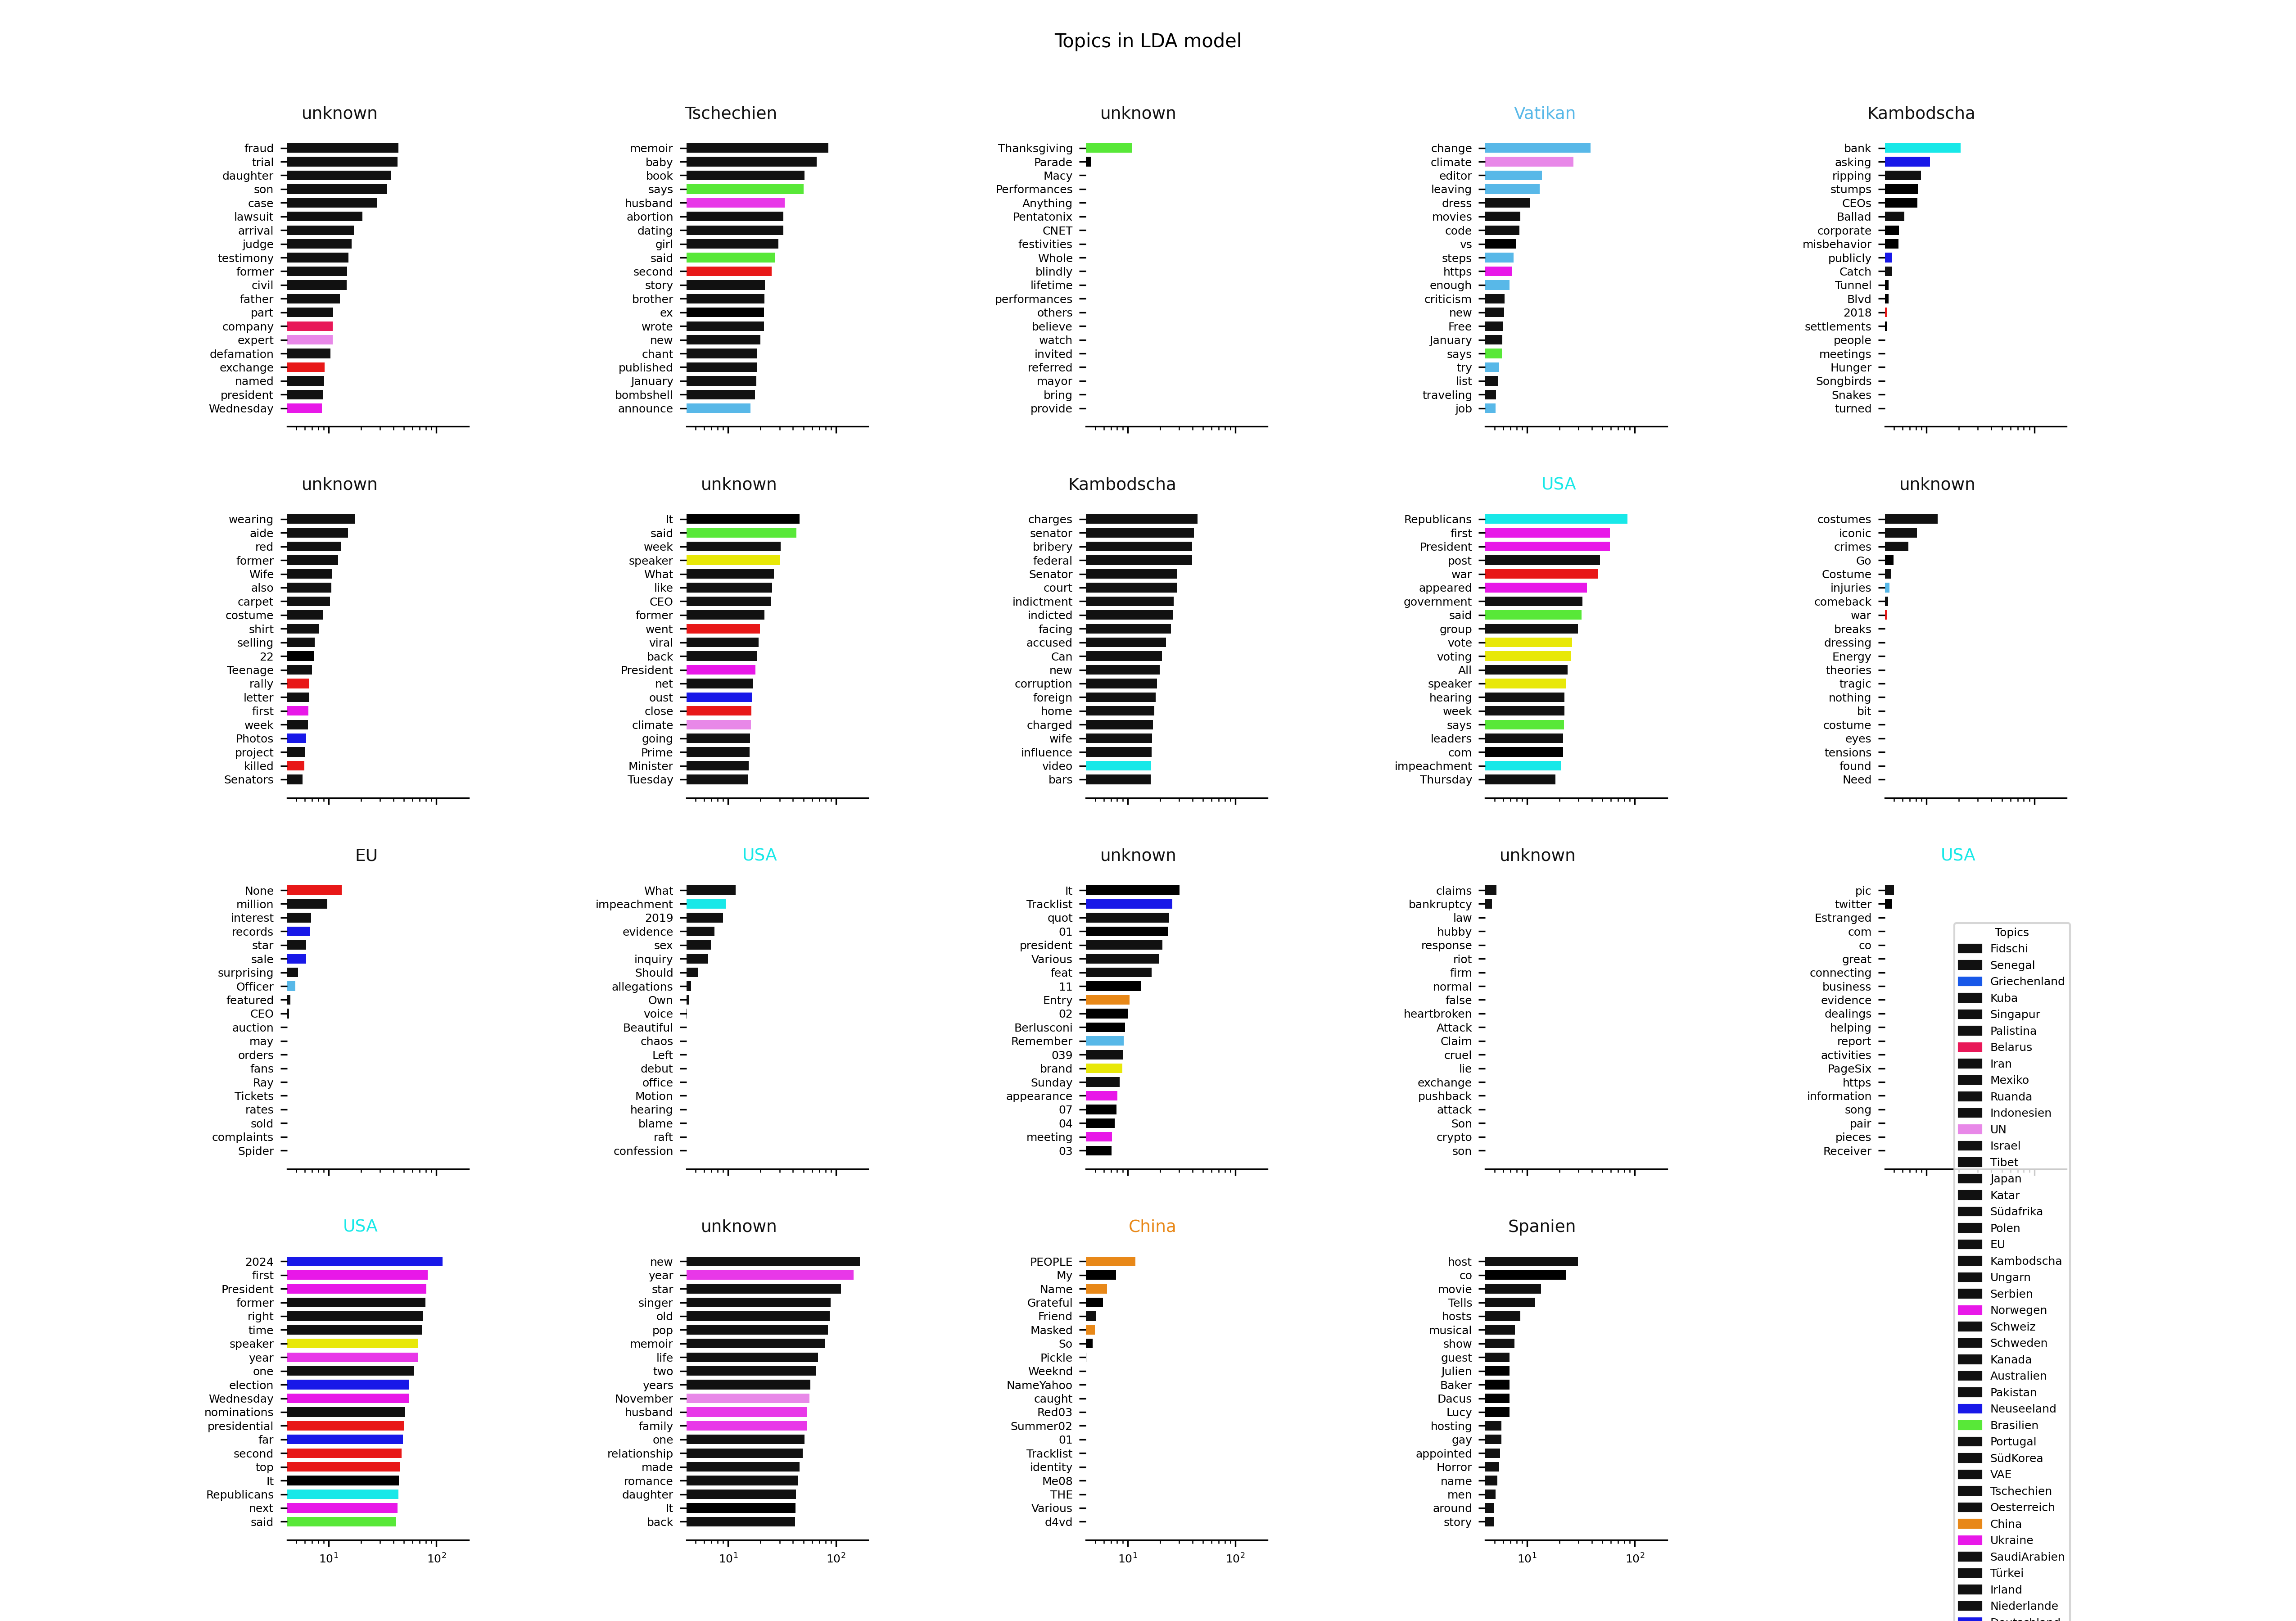 Topics in LDA model
unknown
fraud
trial
daughter
son
case
lawsuit
arrival
judge
testimony
former
civil
father
part
company
expert
defamation
exchange
named
president
Wednesday
Tschechien
memoir
baby
book
says
husband
abortion
dating
girl
said
second
story
brother
ex
wrote
new
chant
published
January
bombshell
announce
unknown
Thanksgiving
Parade
Macy
Performances
Anything
Pentatonix
CNET
festivities
Whole
blindly
lifetime
performances
others
believe
watch
invited
referred
mayor
bring
provide
Vatikan
change
climate
editor
leaving
dress
movies
code
vs
steps
https
enough
criticism
new
Free
January
says
try
list
traveling
job
Kambodscha
bank
asking
ripping
stumps
CEOs
Ballad
corporate
misbehavior
publicly
Catch
Tunnel
Blvd
2018
settlements
people
meetings
Hunger
Songbirds
Snakes
turned
unknown
wearing
aide
red
former
Wife
also
carpet
costume
shirt
selling
22
Teenage
rally
letter
first
week
Photos
project
killed
Senators
unknown
It
said
week
speaker
What
like
CEO
former
went
viral
back
President
net
oust
close
climate
going
Prime
Minister
Tuesday
Kambodscha
charges
senator
bribery
federal
Senator
court
indictment
indicted
facing
accused
Can
new
corruption
foreign
home
charged
wife
influence
video
bars
USA
Republicans
first
President
post
war
appeared
government
said
group
vote
voting
All
speaker
hearing
week
says
leaders
com
impeachment
Thursday
unknown
costumes
iconic
crimes
Go
Costume
injuries
comeback
war
breaks
dressing
Energy
theories
tragic
nothing
bit
costume
eyes
tensions
found
Need
EU
None
million
interest
records
star
sale
surprising
Officer
featured
CEO
auction
may
orders
fans
Ray
Tickets
rates
sold
complaints
Spider
USA
What
impeachment
2019
evidence
sex
inquiry
Should
allegations
Own
voice
Beautiful
chaos
Left
debut
office
Motion
hearing
blame
raft
confession
unknown
It
Tracklist
quot
01
president
Various
feat
11
Entry
02
Berlusconi
Remember
039
brand
Sunday
appearance
07
04
meeting
03
unknown
claims
bankruptcy
law
hubby
response
riot
firm
normal
false
heartbroken
Attack
Claim
cruel
lie
exchange
pushback
attack
Son
crypto
son
USA
pic
twitter
Estranged
com
co
great
connecting
business
evidence
dealings
helping
report
activities
PageSix
https
information
song
pair
pieces
Receiver
USA
2024
first
President
former
right
time
speaker
year
one
election
Wednesday
nominations
presidential
far
second
top
It
Republicans
next
said
10¹
10²
unknown
new
year
star
singer
old
pop
memoir
life
two
years
November
husband
family
one
relationship
made
romance
daughter
It
back
10¹
10²
China
PEOPLE
My
Name
Grateful
Friend
Masked
So
Pickle
Weeknd
NameYahoo
caught
Red03
Summer02
01
Tracklist
identity
Me08
THE
Various
d4vd
10¹
10²
Spanien
host
co
movie
Tells
hosts
musical
show
guest
Julien
Baker
Dacus
Lucy
hosting
gay
appointed
Horror
name
men
around
story
10¹
10²
Topics
Fidschi
Senegal
Griechenland
Kuba
Singapur
Palistina
Belarus
Iran
Mexiko
Ruanda
Indonesien
UN
Israel
Tibet
Japan
Katar
Südafrika
Polen
EU
Kambodscha
Ungarn
Serbien
Norwegen
Schweiz
Schweden
Kanada
Australien
Pakistan
Neuseeland
Brasilien
Portugal
SüdKorea
VAE
Tschechien
Oesterreich
China
Ukraine
SaudiArabien
Türkei
Irland
Niederlande